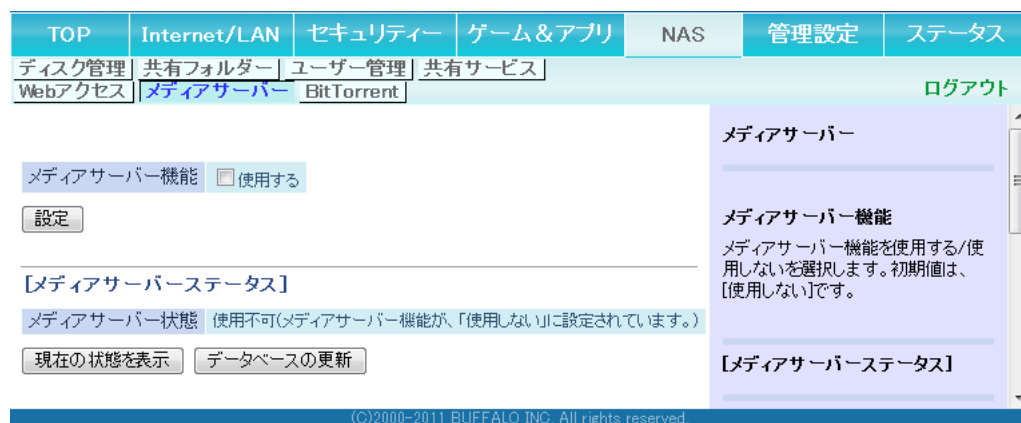 TOP Internet/LAN セキュリティー ゲーム＆アプリ NAS 管理設定 ステータス
ディスク管理 共有フォルダー ユーザー管理 共有サービス
Webアクセス メディアサーバー BitTorrent
ログアウト
メディアサーバー機能 使用する
設定
[メディアサーバーステータス]
メディアサーバー状態 使用不可(メディアサーバー機能が、「使用しない」に設定されています。)
現在の状態を表示 データベースの更新
メディアサーバー
メディアサーバー機能
メディアサーバー機能を使用する/使
用しないを選択します。初期値は、
[使用しない]です。
[メディアサーバーステータス]
(C)2000-2011 BUFFALO INC. All rights reserved.